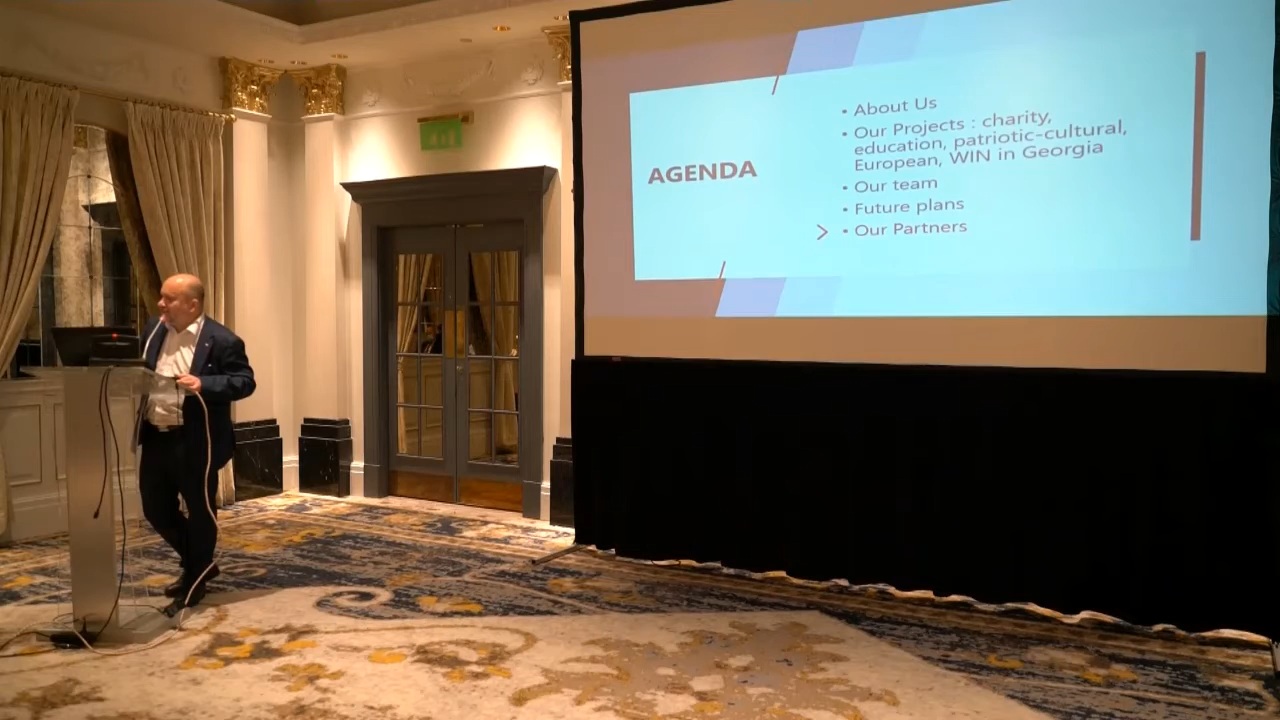 AGENDA
• About Us
• Our Projects : charity,
education, patriotic-cultural,
European, WIN in Georgia
• Our team
• Future plans
• Our Partners